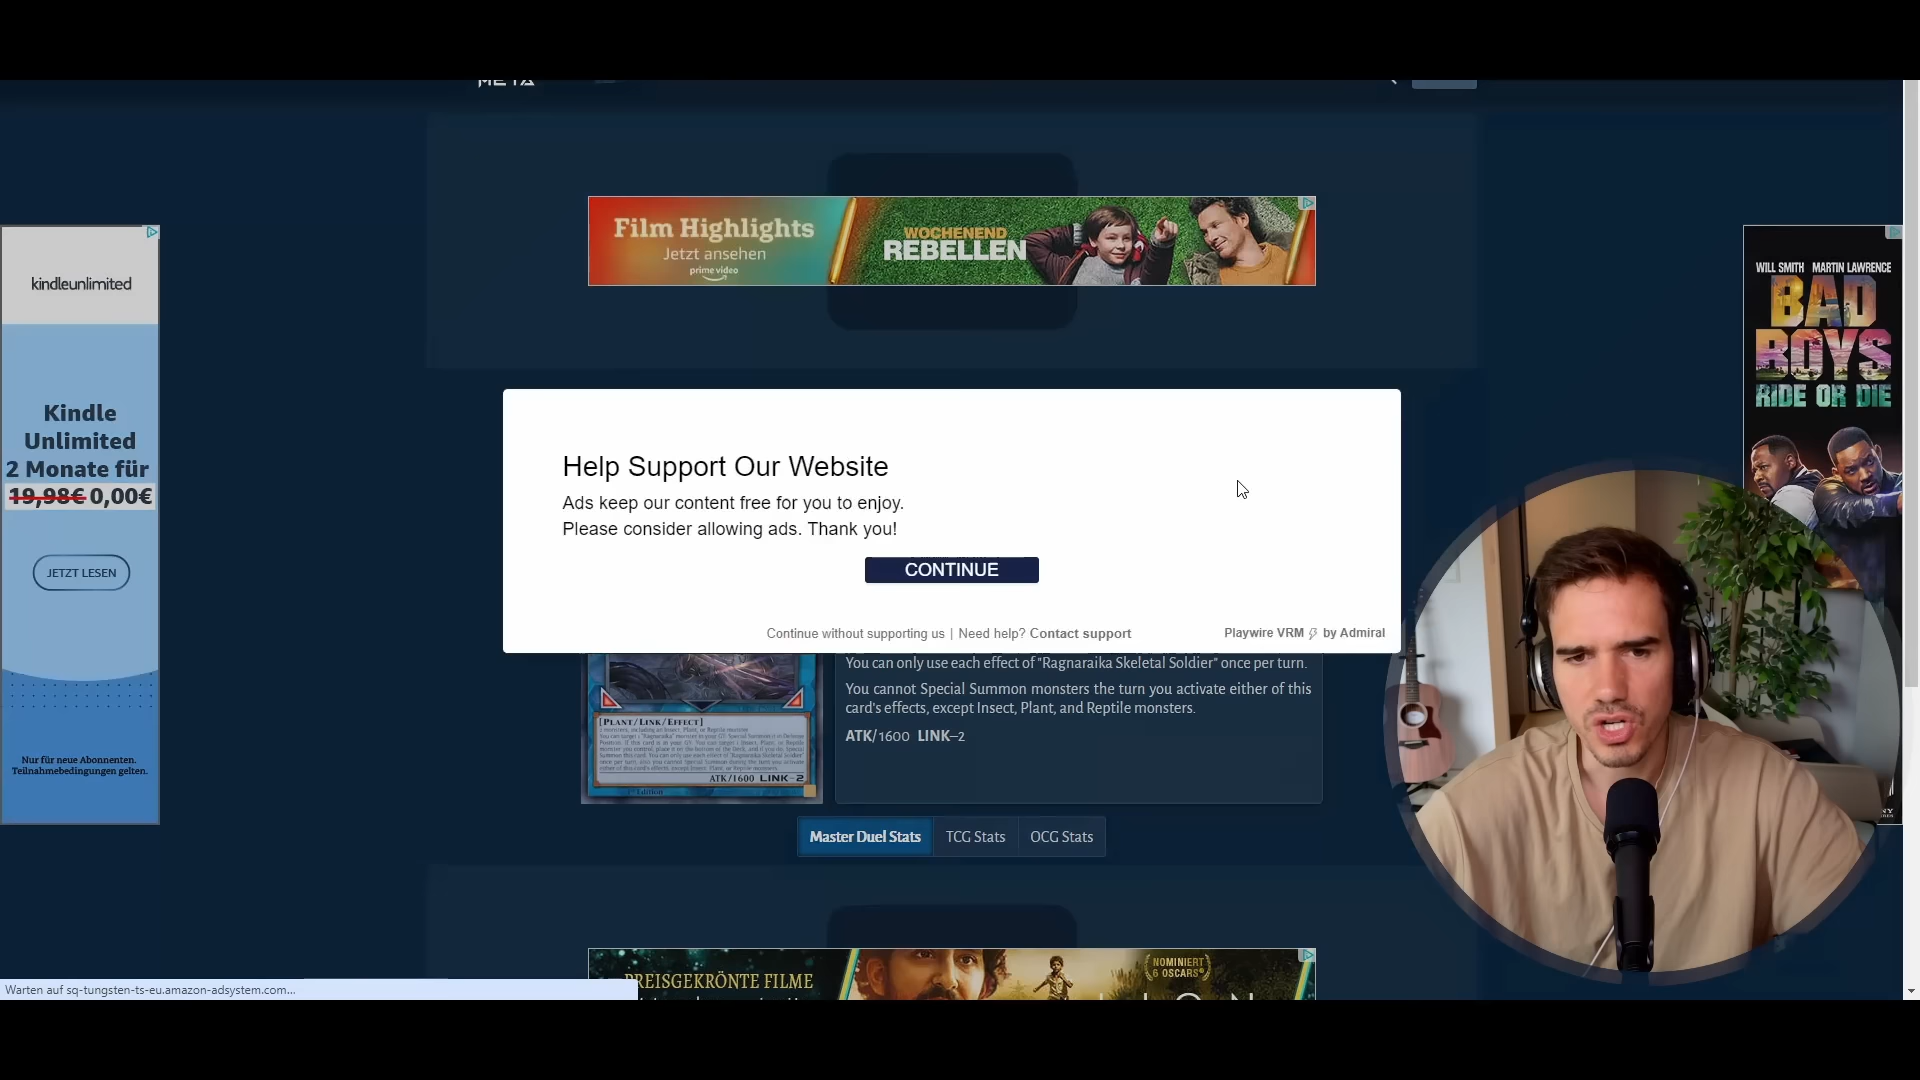 META
Film Highlights
Jetzt ansehen
prime video
WOCHENEND
REBELLEN
kindleunlimited
Kindle
Unlimited
2 Monate für
19,98€ 0,00€
JETZT LESEN
Nur für neue Abonnenten.
Teilnahmebedingungen gelten.
WILL SMITH MARTIN LAWRENCE
BAD
BOYS
RIDE OR DIE
Help Support Our Website
Ads keep our content free for you to enjoy.
Please consider allowing ads. Thank you!
CONTINUE
Continue without supporting us | Need help? Contact support
Playwire VRM by Admiral
You can only use each effect of "Ragnaraika Skeletal Soldier" once per turn.
You cannot Special Summon monsters the turn you activate either of this
card's effects, except Insect, Plant, and Reptile monsters.
ATK/1600 LINK–2
[PLANT/LINK/EFFECT]
ATK/1600 LINK-2
Master Duel Stats
TCG Stats
OCG Stats
PREISGEKRÖNTE FILME
NOMINIERT
6 OSCARS®
Warten auf sq-tungsten-ts-eu.amazon-adsystem.com...